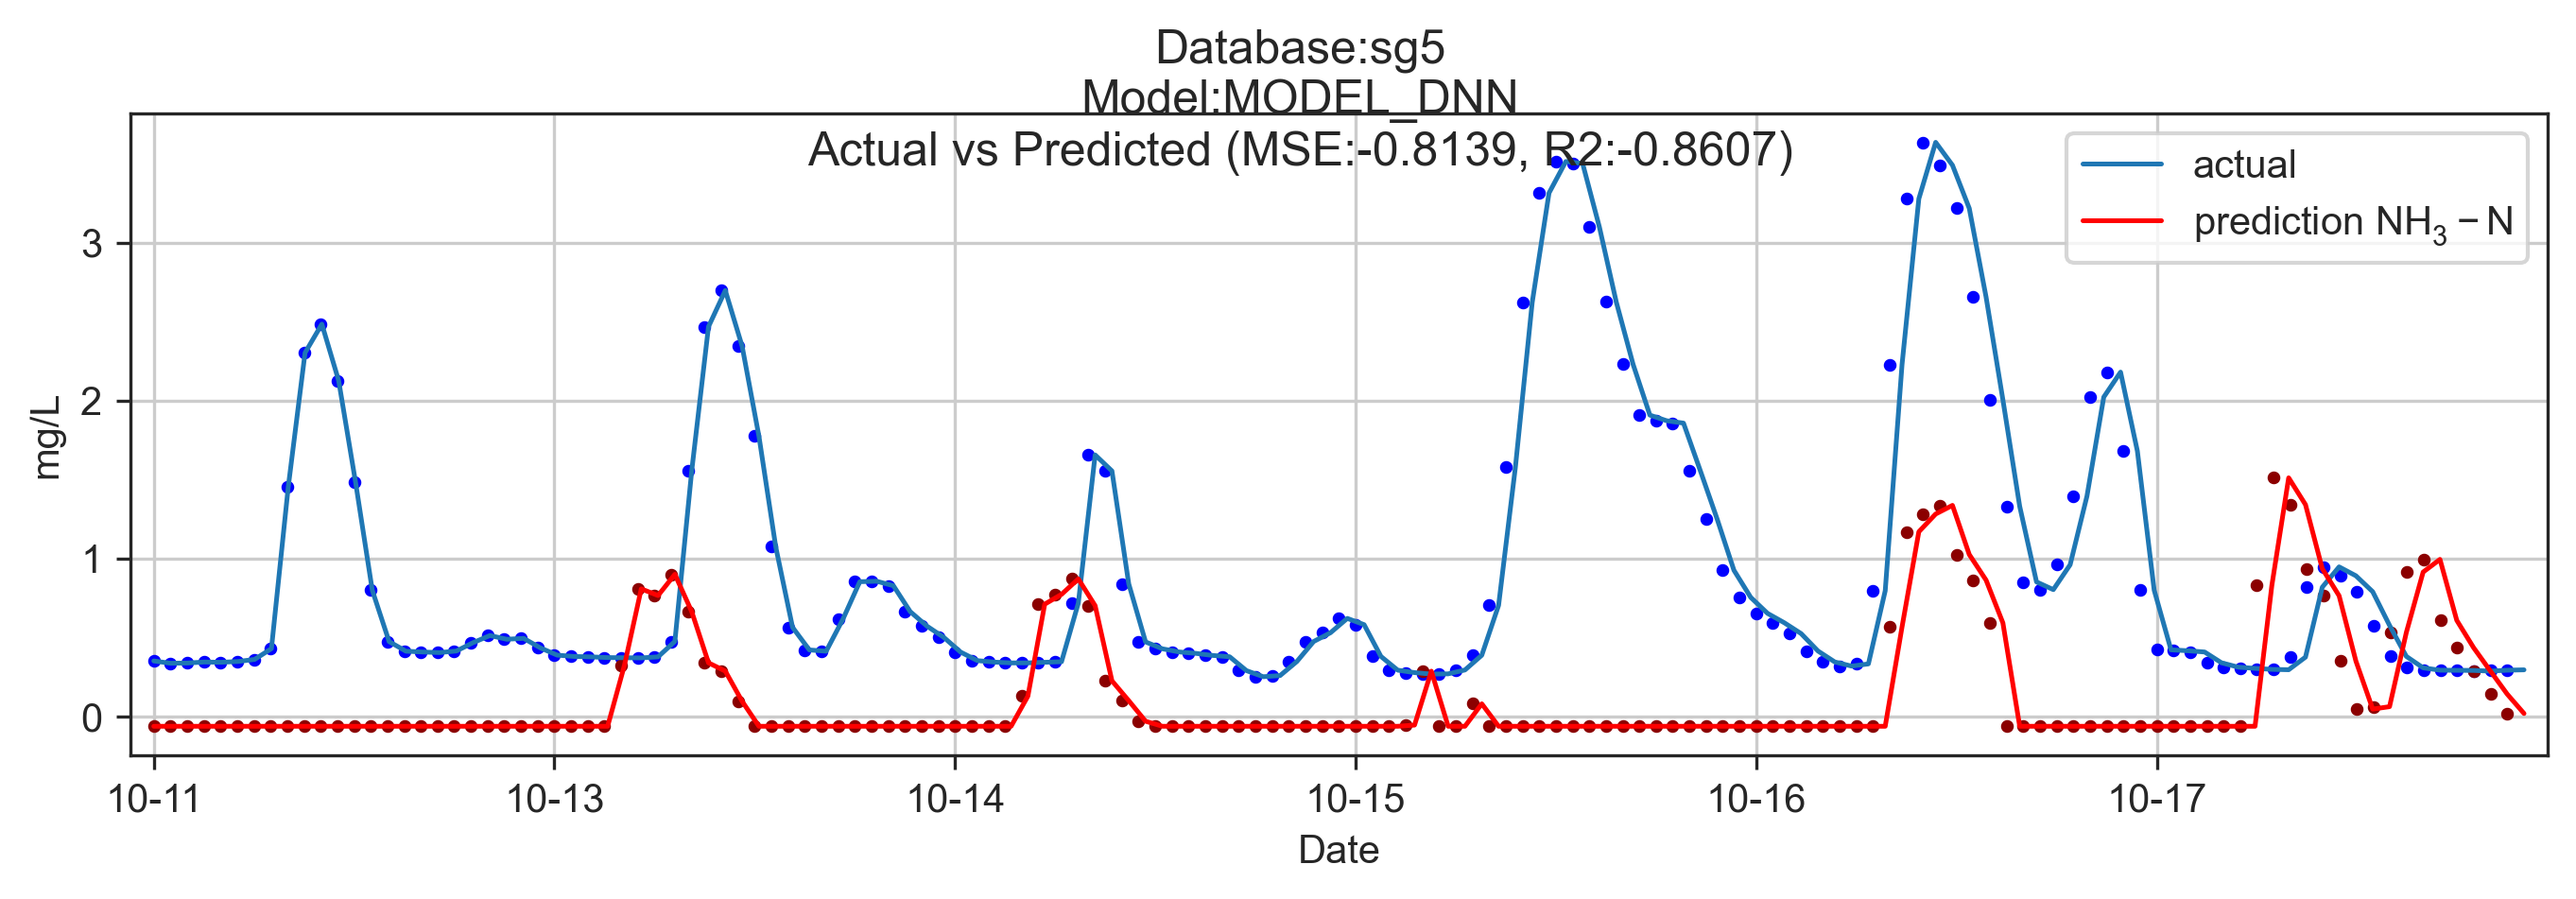 Database:sg5
Model:MODEL_DNN
Actual vs Predicted (MSE:-0.8139, R2:-0.8607)
actual
prediction NH₃ − N
mg/L
3
2
1
0
10-11 10-13 10-14 10-15 10-16 10-17
Date